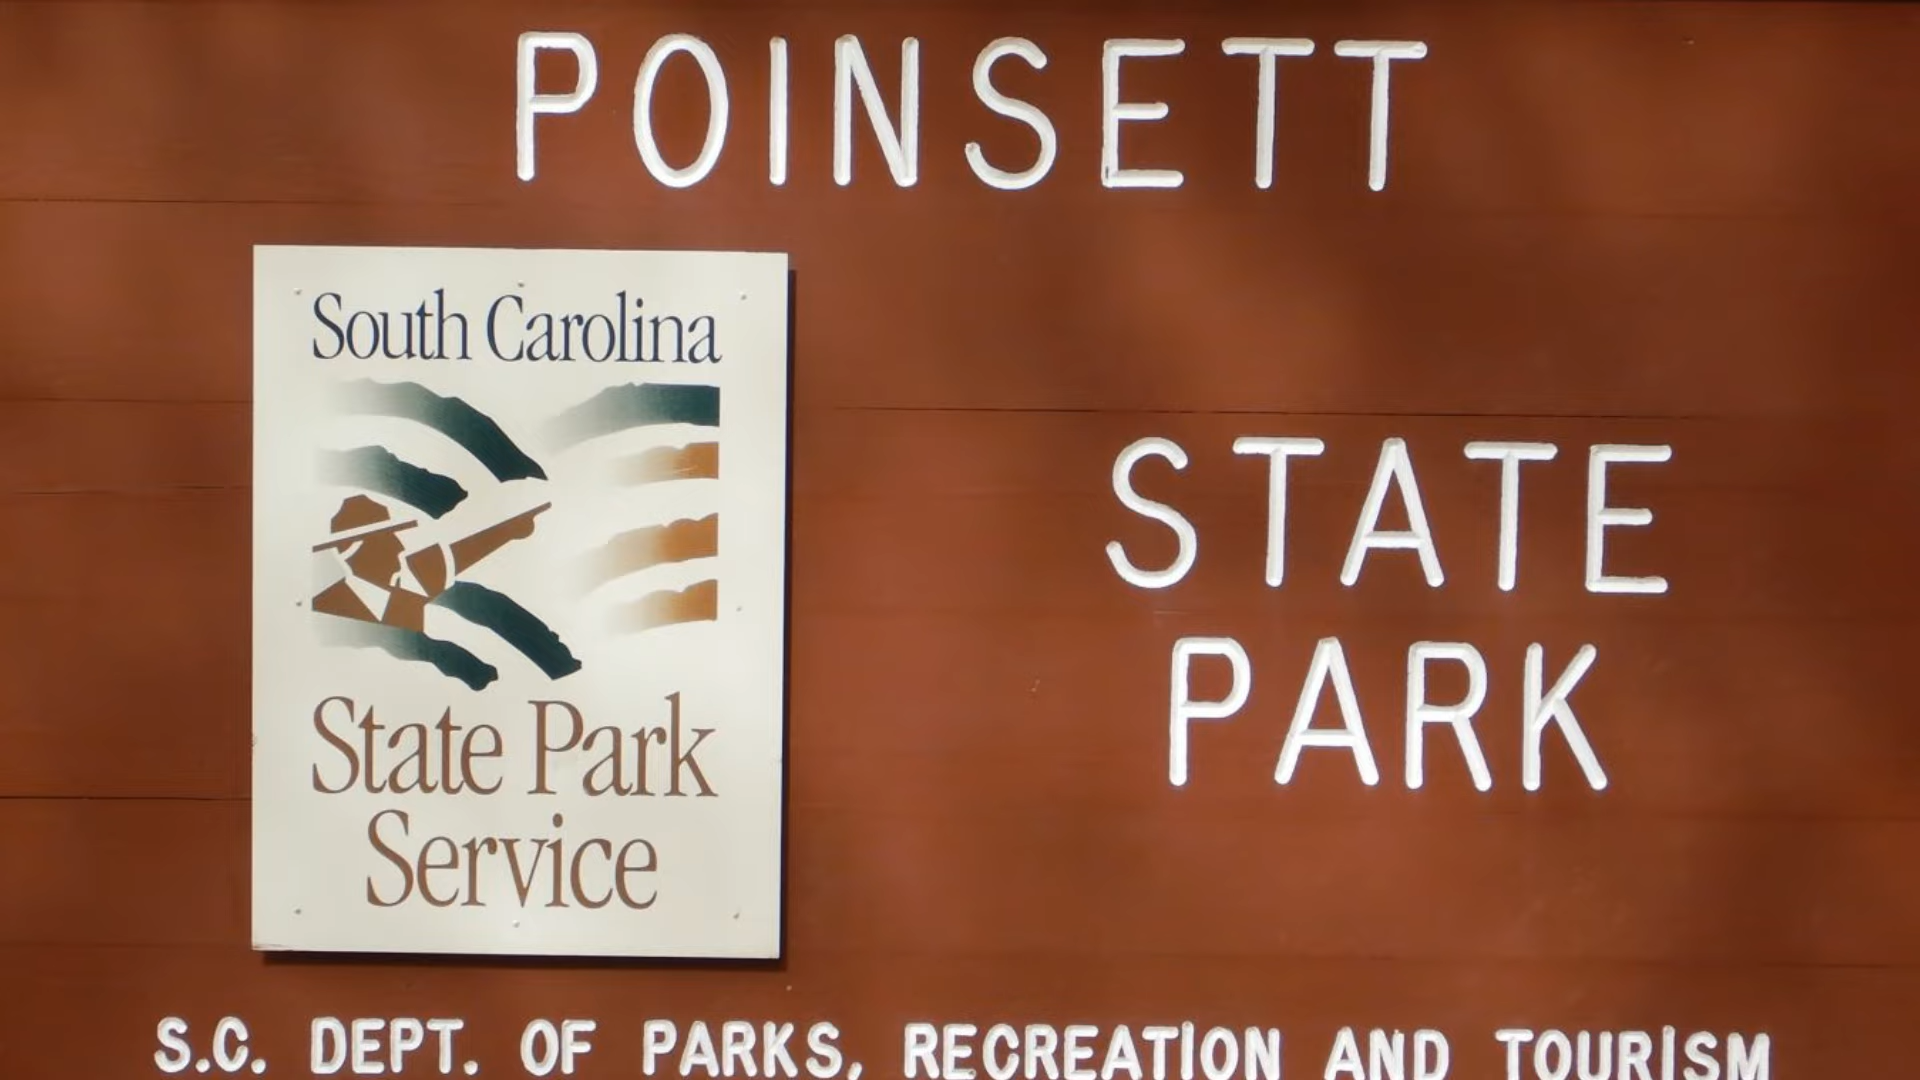 POINSETT
South Carolina
State Park
Service
STATE
PARK
S.C. DEPT. OF PARKS, RECREATION AND TOURISM